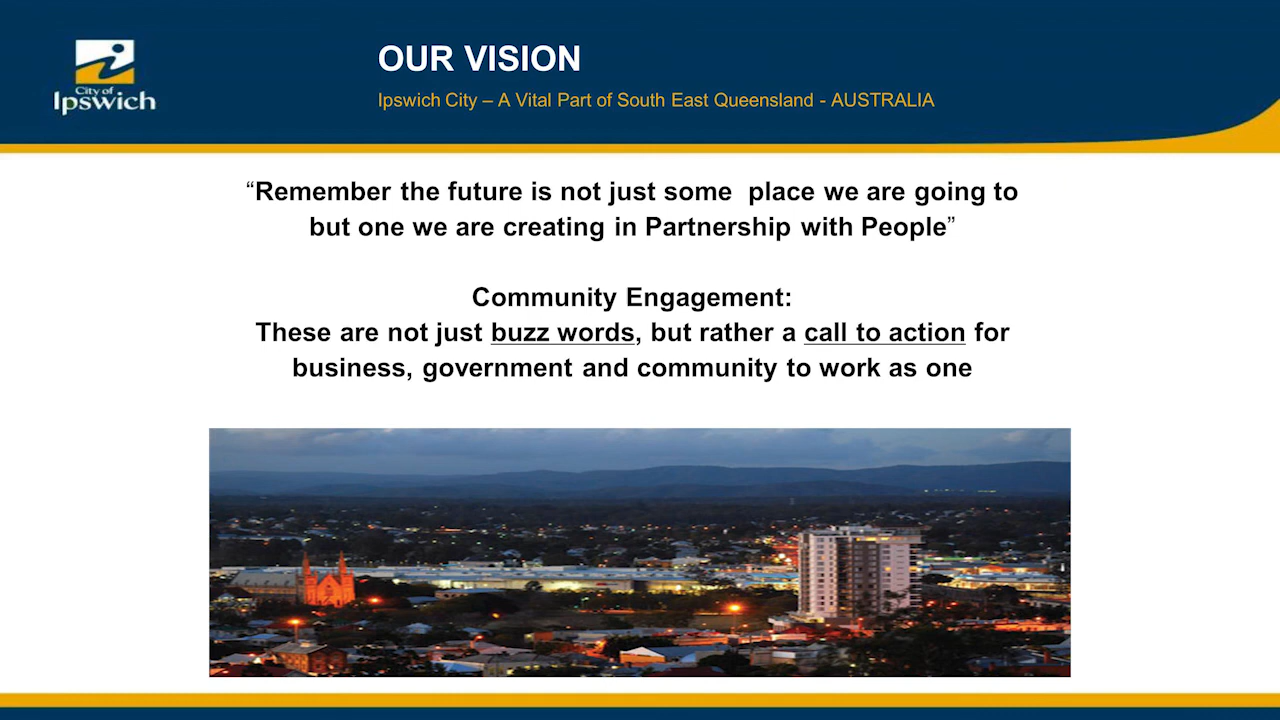 City of
Ipswich
OUR VISION
Ipswich City – A Vital Part of South East Queensland - AUSTRALIA
“Remember the future is not just some  place we are going to
but one we are creating in Partnership with People”
Community Engagement:
These are not just buzz words, but rather a call to action for
business, government and community to work as one